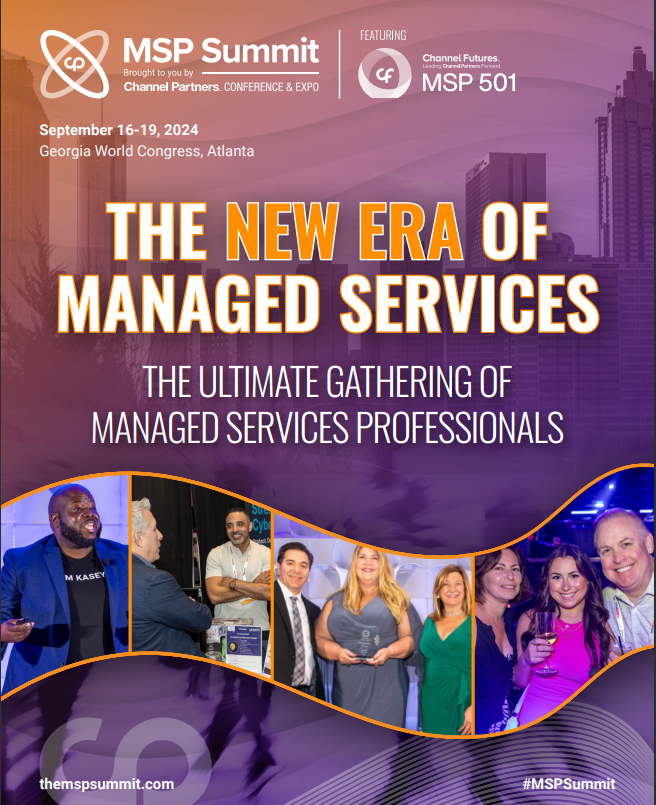 MSP Summit
Brought to you by
Channel Partners. CONFERENCE & EXPO
FEATURING
Channel Futures.
Leading Channel Partners Forward
MSP 501
September 16-19, 2024
Georgia World Congress, Atlanta
THE NEW ERA OF
MANAGED SERVICES
THE ULTIMATE GATHERING OF
MANAGED SERVICES PROFESSIONALS
M KASEY
themspsummit.com
#MSPSummit